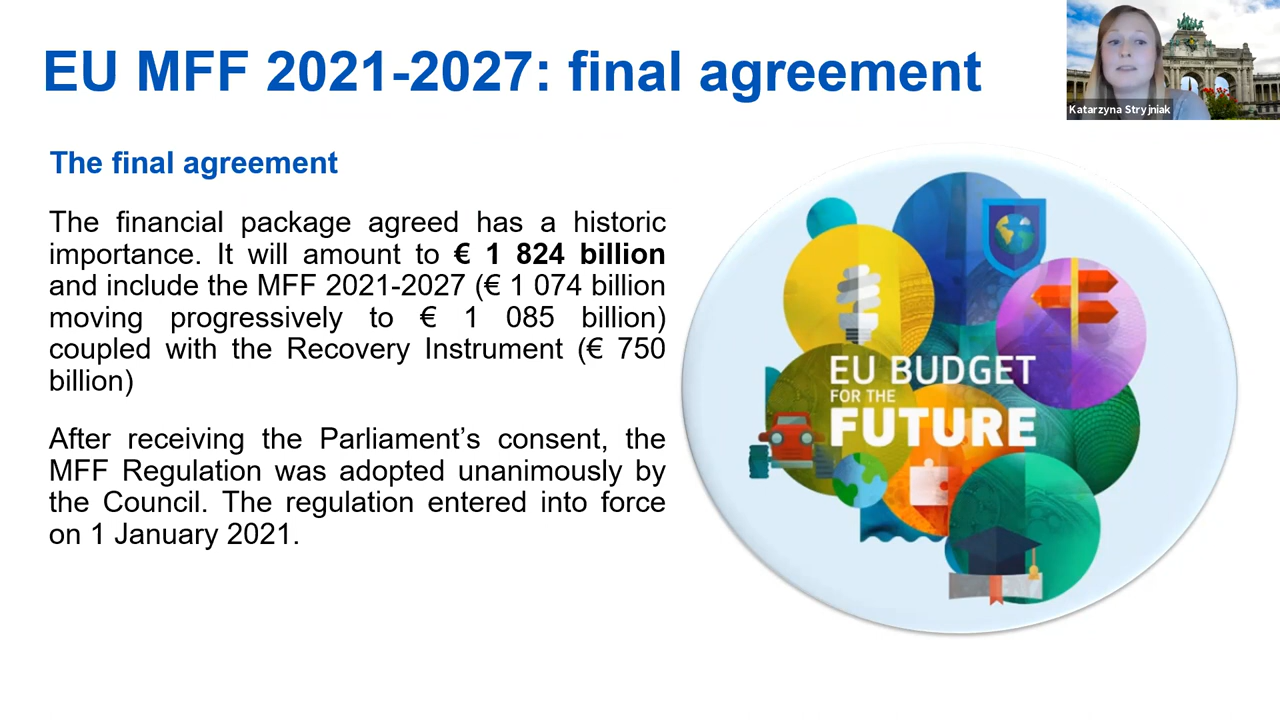 EU MFF 2021-2027: final agreement
Katarzyna Stryjniak
The final agreement
The financial package agreed has a historic
importance. It will amount to € 1 824 billion
and include the MFF 2021-2027 (€ 1 074 billion
moving progressively to € 1 085 billion)
coupled with the Recovery Instrument (€ 750
billion)
After receiving the Parliament’s consent, the
MFF Regulation was adopted unanimously by
the Council. The regulation entered into force
on 1 January 2021.
EU BUDGET
FOR THE
FUTURE